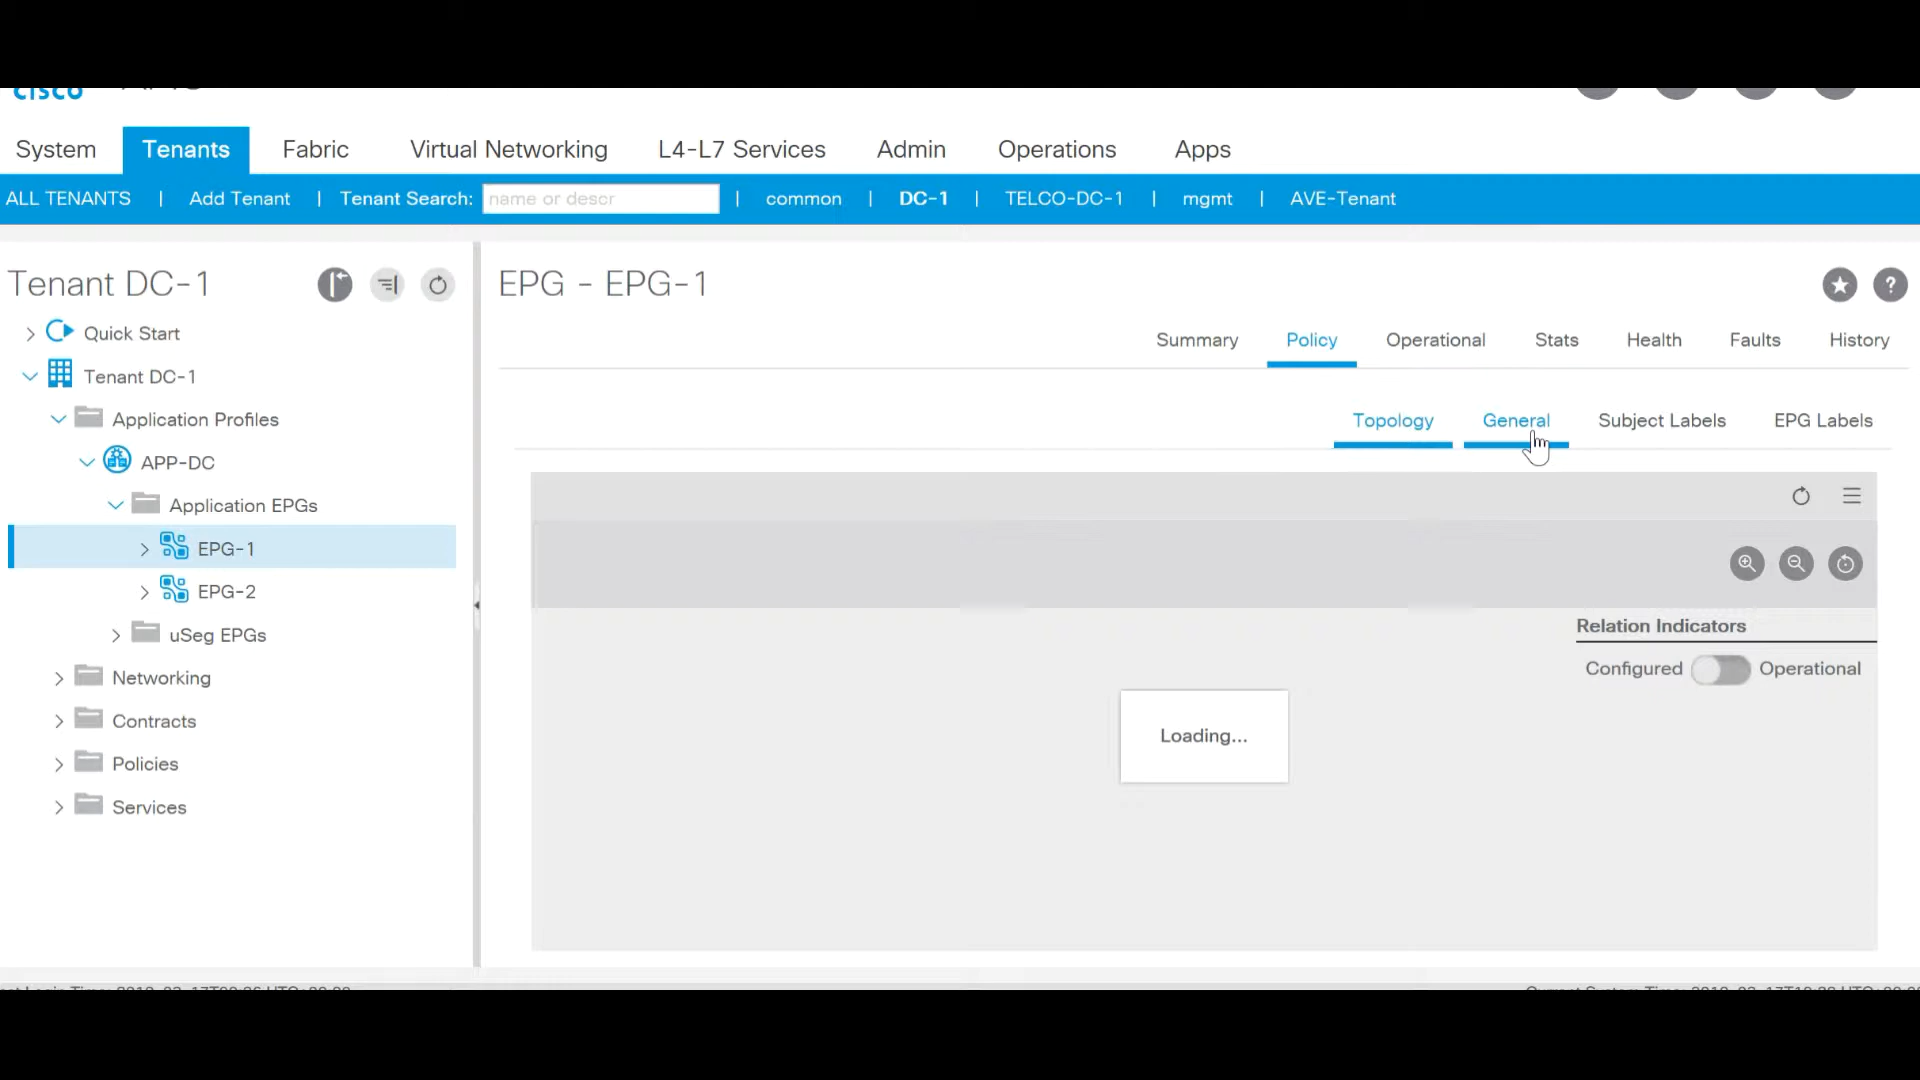 cisco
System Tenants Fabric Virtual Networking L4-L7 Services Admin Operations Apps
ALL TENANTS | Add Tenant | Tenant Search: name or descr | common | DC-1 | TELCO-DC-1 | mgmt | AVE-Tenant
Tenant DC-1
EPG - EPG-1
?
Quick Start
Tenant DC-1
Application Profiles
APP-DC
Application EPGs
EPG-1
EPG-2
uSeg EPGs
Networking
Contracts
Policies
Services
Summary Policy Operational Stats Health Faults History
Topology General Subject Labels EPG Labels
Relation Indicators
Configured Operational
Loading...